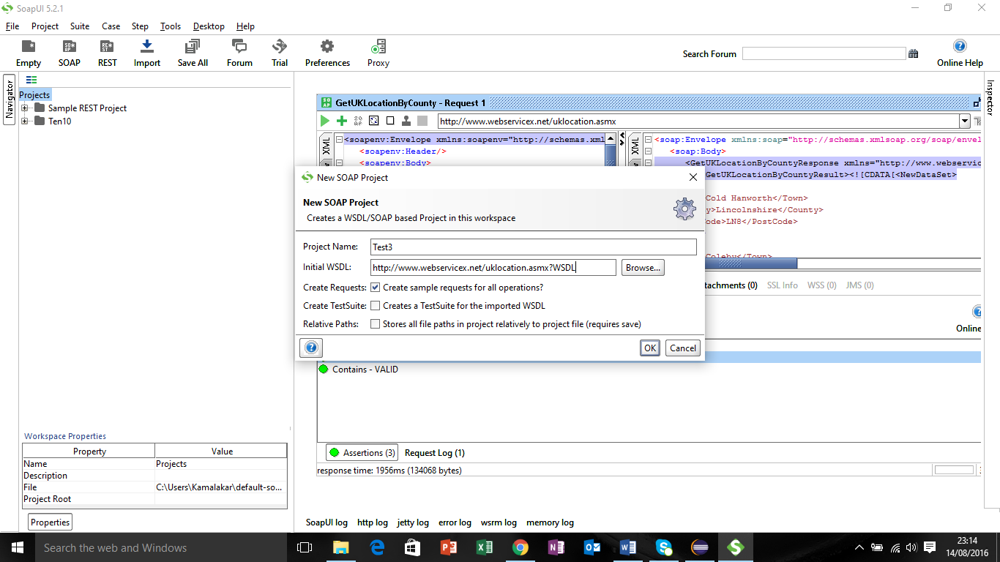 SoapUI 5.2.1
File Project Suite Case Step Tools Desktop Help
Empty SOAP REST Import Save All Forum Trial Preferences Proxy
Search Forum
Online Help
Navigator
Projects
Sample REST Project
Ten10
Inspector
GetUKLocationByCounty - Request 1
http://www.webservicex.net/uklocation.asmx
XML
<soapenv:Envelope xmlns:soapenv="http://schemas.xml
<soapenv:Header/>
<soapenv:Body>
XML
<soap:Envelope xmlns:soap="http://schemas.xmlsoap.org/soap/envel
<soap:Body>
<GetUKLocationByCountyResponse xmlns="http://www.webservic
GetUKLocationByCountyResult><![CDATA[<NewDataSet>
Cold Hanworth</Town>
y>Lincolnshire</County>
Code>LN8</PostCode>
Coleby</Town>
New SOAP Project
New SOAP Project
Creates a WSDL/SOAP based Project in this workspace
Project Name: Test3
Initial WSDL: http://www.webservicex.net/uklocation.asmx?WSDL Browse...
Create Requests: Create sample requests for all operations?
Create TestSuite: Creates a TestSuite for the imported WSDL
Relative Paths: Stores all file paths in project relatively to project file (requires save)
OK Cancel
tachments (0) SSL Info WSS (0) JMS (0)
Online
Contains - VALID
Assertions (3) Request Log (1)
response time: 1956ms (134068 bytes)
Workspace Properties
Property Value
Name Projects
Description
File C:\Users\Kamalakar\default-so...
Project Root
Properties
SoapUI log http log jetty log error log wsrm log memory log
Search the web and Windows
23:14
14/08/2016